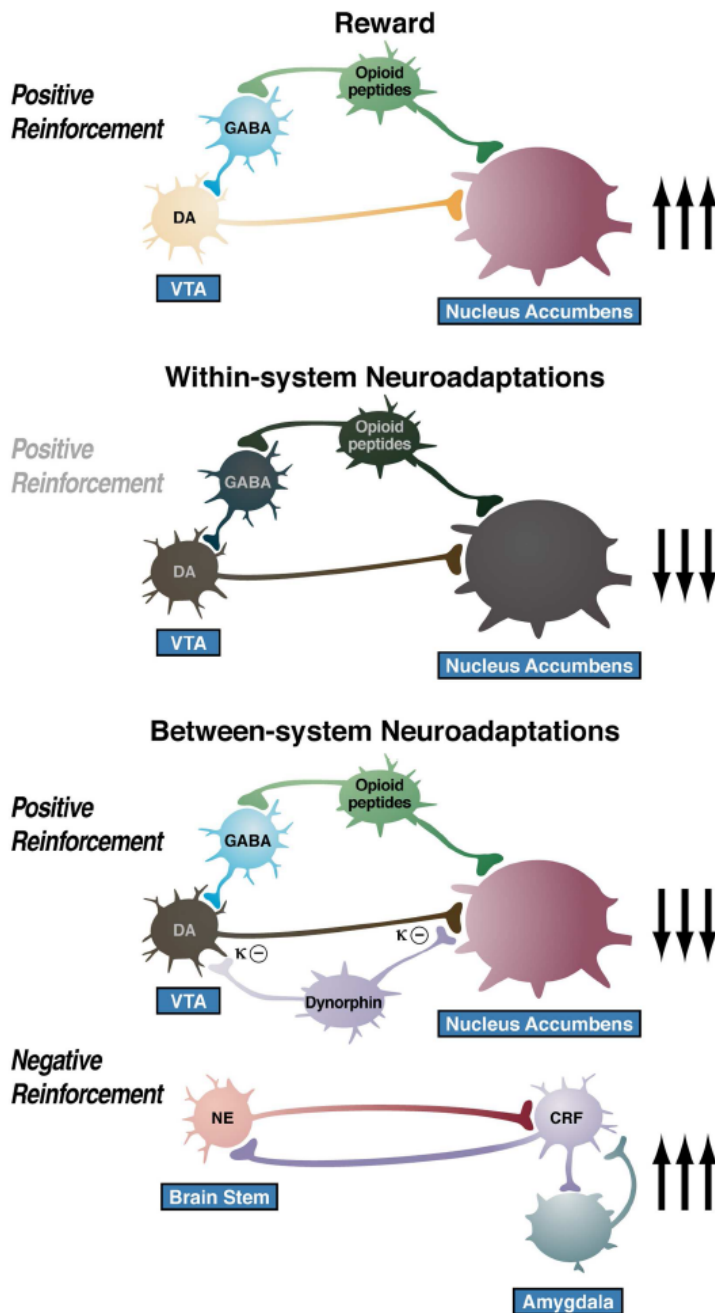 Reward
Positive
Reinforcement
Opioid
peptides
GABA
DA
VTA
Nucleus Accumbens
Within-system Neuroadaptations
Positive
Reinforcement
Opioid
peptides
GABA
DA
VTA
Nucleus Accumbens
Between-system Neuroadaptations
Positive
Reinforcement
Opioid
peptides
GABA
DA
κ ⊖
κ ⊖
VTA
Dynorphin
Nucleus Accumbens
Negative
Reinforcement
NE
CRF
Brain Stem
Amygdala